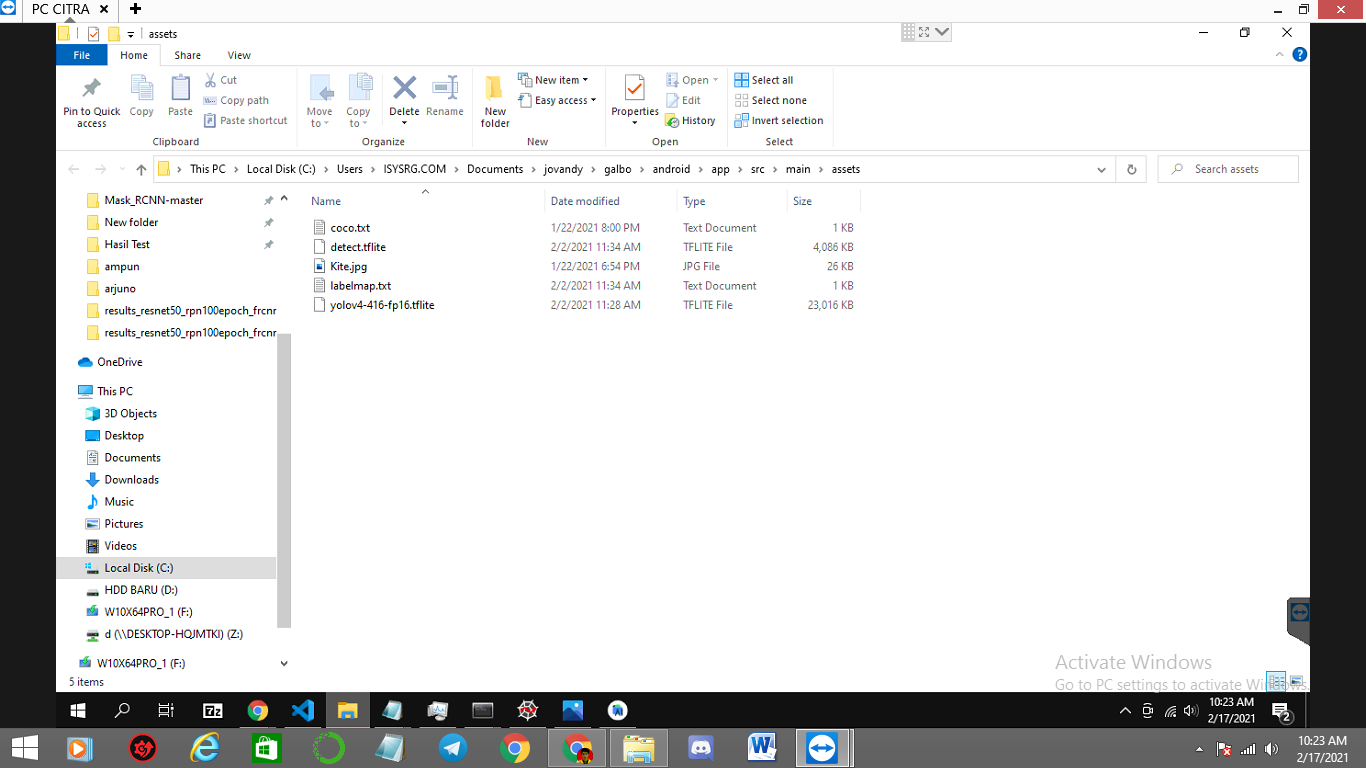 PC CITRA
assets
File Home Share View
Pin to Quick access
Copy
Paste
Cut
Copy path
Paste shortcut
Clipboard
Move to
Copy to
Delete
Rename
Organize
New folder
New item
Easy access
New
Properties
Open
Edit
History
Open
Select all
Select none
Invert selection
Select
This PC > Local Disk (C:) > Users > ISYSRG.COM > Documents > jovandy > galbo > android > app > src > main > assets
Search assets
Mask_RCNN-master
New folder
Hasil Test
ampun
arjuno
results_resnet50_rpn100epoch_frcnr
results_resnet50_rpn100epoch_frcnr
OneDrive
This PC
3D Objects
Desktop
Documents
Downloads
Music
Pictures
Videos
Local Disk (C:)
HDD BARU (D:)
W10X64PRO_1 (F:)
d (\\DESKTOP-HQJMTKI) (Z:)
W10X64PRO_1 (F:)
5 items
Name Date modified Type Size
coco.txt 1/22/2021 8:00 PM Text Document 1 KB
detect.tflite 2/2/2021 11:34 AM TFLITE File 4,086 KB
Kite.jpg 1/22/2021 6:54 PM JPG File 26 KB
labelmap.txt 2/2/2021 11:34 AM Text Document 1 KB
yolov4-416-fp16.tflite 2/2/2021 11:28 AM TFLITE File 23,016 KB
Activate Windows
Go to PC settings to activate Windows.
10:23 AM
2/17/2021
2
10:23 AM
2/17/2021